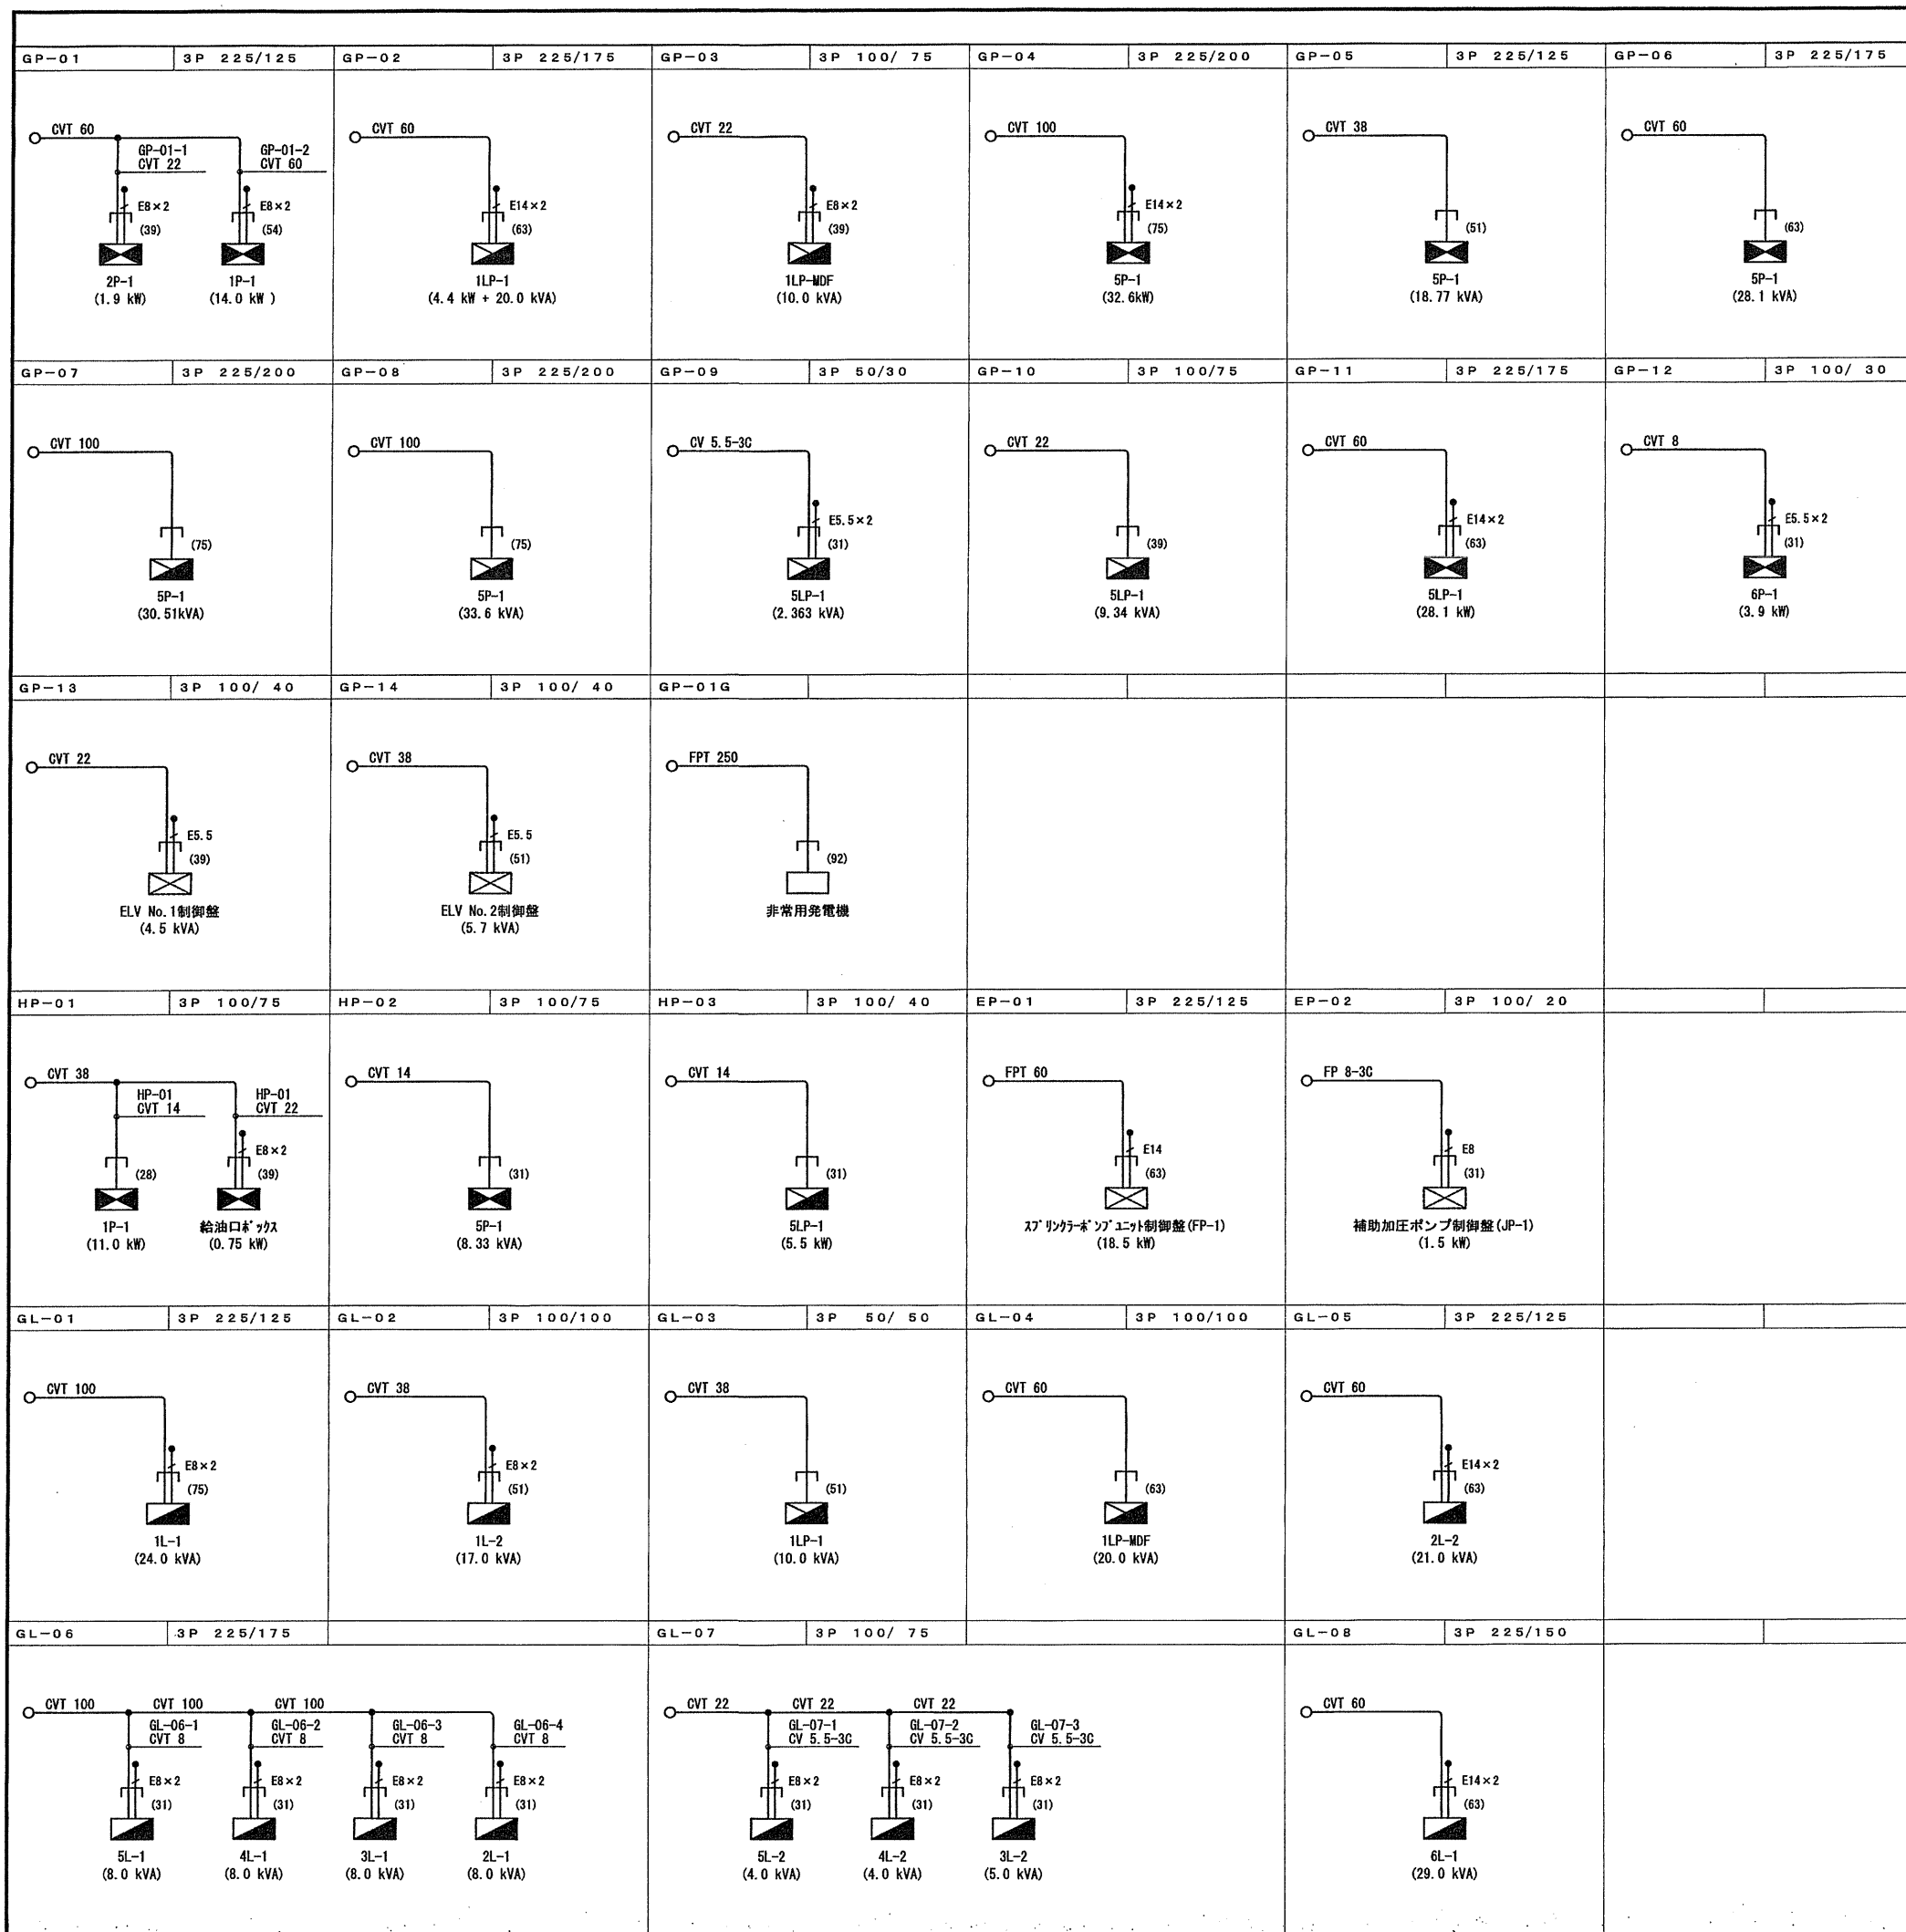 GP-01 3P 225/125 GP-02 3P 225/175 GP-03 3P 100/ 75 GP-04 3P 225/200 GP-05 3P 225/125 GP-06 3P 225/175
CVT 60
GP-01-1
CVT 22
GP-01-2
CVT 60
E8×2
(39)
2P-1
(1.9 kW)
E8×2
(54)
1P-1
(14.0 kW )
CVT 60
E14×2
(63)
1LP-1
(4.4 kW + 20.0 kVA)
CVT 22
E8×2
(39)
1LP-MDF
(10.0 kVA)
CVT 100
E14×2
(75)
5P-1
(32.6kW)
CVT 38
(51)
5P-1
(18.77 kVA)
CVT 60
(63)
5P-1
(28.1 kVA)
GP-07 3P 225/200 GP-08 3P 225/200 GP-09 3P 50/30 GP-10 3P 100/75 GP-11 3P 225/175 GP-12 3P 100/ 30
CVT 100
(75)
5P-1
(30.51kVA)
CVT 100
(75)
5P-1
(33.6 kVA)
CV 5.5-3C
E5.5×2
(31)
5LP-1
(2.363 kVA)
CVT 22
(39)
5LP-1
(9.34 kVA)
CVT 60
E14×2
(63)
5LP-1
(28.1 kW)
CVT 8
E5.5×2
(31)
6P-1
(3.9 kW)
GP-13 3P 100/ 40 GP-14 3P 100/ 40 GP-01G
CVT 22
E5.5
(39)
ELV No.1制御盤
(4.5 kVA)
CVT 38
E5.5
(51)
ELV No.2制御盤
(5.7 kVA)
FPT 250
(92)
非常用発電機
HP-01 3P 100/75 HP-02 3P 100/75 HP-03 3P 100/ 40 EP-01 3P 225/125 EP-02 3P 100/ 20
CVT 38
HP-01
CVT 14
HP-01
CVT 22
(28)
1P-1
(11.0 kW)
E8×2
(39)
給油口ﾎﾞｯｸｽ
(0.75 kW)
CVT 14
(31)
5P-1
(8.33 kVA)
CVT 14
(31)
5LP-1
(5.5 kW)
FPT 60
E14
(63)
ｽﾌﾟﾘﾝｸﾗｰﾎﾟﾝﾌﾟﾕﾆｯﾄ制御盤(FP-1)
(18.5 kW)
FP 8-3C
E8
(31)
補助加圧ポンプ制御盤(JP-1)
(1.5 kW)
GL-01 3P 225/125 GL-02 3P 100/100 GL-03 3P 50/ 50 GL-04 3P 100/100 GL-05 3P 225/125
CVT 100
E8×2
(75)
1L-1
(24.0 kVA)
CVT 38
E8×2
(51)
1L-2
(17.0 kVA)
CVT 38
(51)
1LP-1
(10.0 kVA)
CVT 60
(63)
1LP-MDF
(20.0 kVA)
CVT 60
E14×2
(63)
2L-2
(21.0 kVA)
GL-06 3P 225/175 GL-07 3P 100/ 75 GL-08 3P 225/150
CVT 100 CVT 100 CVT 100
GL-06-1
CVT 8
GL-06-2
CVT 8
GL-06-3
CVT 8
GL-06-4
CVT 8
E8×2
(31)
5L-1
(8.0 kVA)
E8×2
(31)
4L-1
(8.0 kVA)
E8×2
(31)
3L-1
(8.0 kVA)
E8×2
(31)
2L-1
(8.0 kVA)
CVT 22 CVT 22 CVT 22
GL-07-1
CV 5.5-3C
GL-07-2
CV 5.5-3C
GL-07-3
CV 5.5-3C
E8×2
(31)
5L-2
(4.0 kVA)
E8×2
(31)
4L-2
(4.0 kVA)
E8×2
(31)
3L-2
(5.0 kVA)
CVT 60
E14×2
(63)
6L-1
(29.0 kVA)